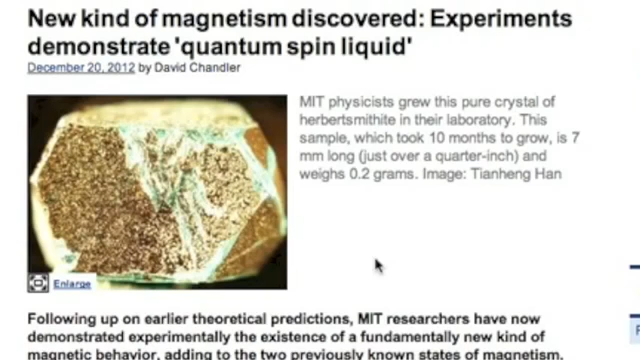 New kind of magnetism discovered: Experiments
demonstrate 'quantum spin liquid'
December 20, 2012 by David Chandler
MIT physicists grew this pure crystal of
herbertsmithite in their laboratory. This
sample, which took 10 months to grow, is 7
mm long (just over a quarter-inch) and
weighs 0.2 grams. Image: Tianheng Han
Enlarge
Following up on earlier theoretical predictions, MIT researchers have now
demonstrated experimentally the existence of a fundamentally new kind of
magnetic behavior, adding to the two previously known states of magnetism.